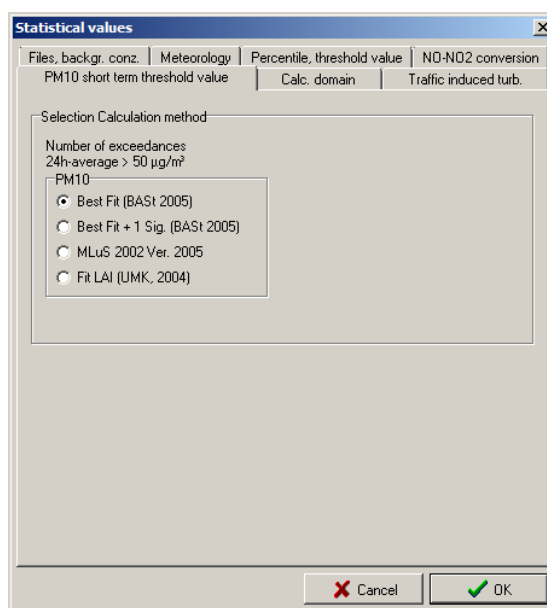 Statistical values
Files, backgr. conz.
Meteorology
Percentile, threshold value
NO-NO2 conversion
PM10 short term threshold value
Calc. domain
Traffic induced turb.
Selection Calculation method
Number of exceedances
24h-average > 50 µg/m³
PM10
Best Fit (BASt 2005)
Best Fit + 1 Sig. (BASt 2005)
MLuS 2002 Ver. 2005
Fit LAI (UMK, 2004)
Cancel
OK